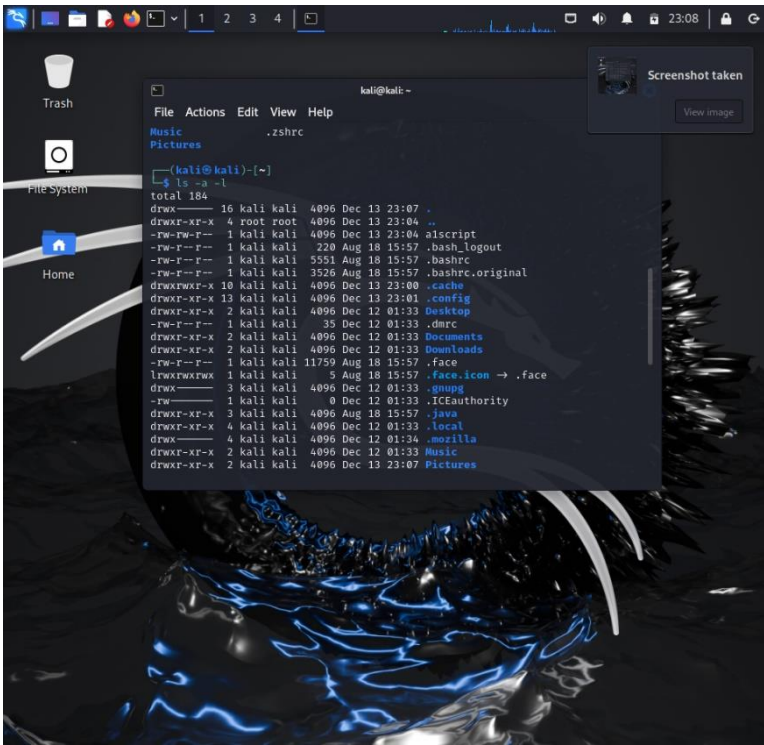 1 2 3 4 23:08
Screenshot taken
View image
Trash
File System
Home
kali@kali: ~
File Actions Edit View Help
Music .zshrc
Pictures
┌──(kali㉿kali)-[~]
└─$ ls -a -l
total 184
drwx------ 16 kali kali 4096 Dec 13 23:07 .
drwxr-xr-x 4 root root 4096 Dec 13 23:04 ..
-rw-rw-r-- 1 kali kali 4096 Dec 13 23:04 a1script
-rw-r--r-- 1 kali kali 220 Aug 18 15:57 .bash_logout
-rw-r--r-- 1 kali kali 5551 Aug 18 15:57 .bashrc
-rw-r--r-- 1 kali kali 3526 Aug 18 15:57 .bashrc.original
drwxrwxr-x 10 kali kali 4096 Dec 13 23:00 .cache
drwxr-xr-x 13 kali kali 4096 Dec 13 23:01 .config
drwxr-xr-x 2 kali kali 4096 Dec 12 01:33 Desktop
-rw-r--r-- 1 kali kali 35 Dec 12 01:33 .dmrc
drwxr-xr-x 2 kali kali 4096 Dec 12 01:33 Documents
drwxr-xr-x 2 kali kali 4096 Dec 12 01:33 Downloads
-rw-r--r-- 1 kali kali 11759 Aug 18 15:57 .face
lrwxrwxrwx 1 kali kali 5 Aug 18 15:57 .face.icon → .face
drwx------ 3 kali kali 4096 Dec 12 01:33 .gnupg
-rw------- 1 kali kali 0 Dec 12 01:33 .ICEauthority
drwxr-xr-x 3 kali kali 4096 Aug 18 15:57 .java
drwxr-xr-x 4 kali kali 4096 Dec 12 01:33 .local
drwx------ 4 kali kali 4096 Dec 12 01:34 .mozilla
drwxr-xr-x 2 kali kali 4096 Dec 12 01:33 Music
drwxr-xr-x 2 kali kali 4096 Dec 13 23:07 Pictures